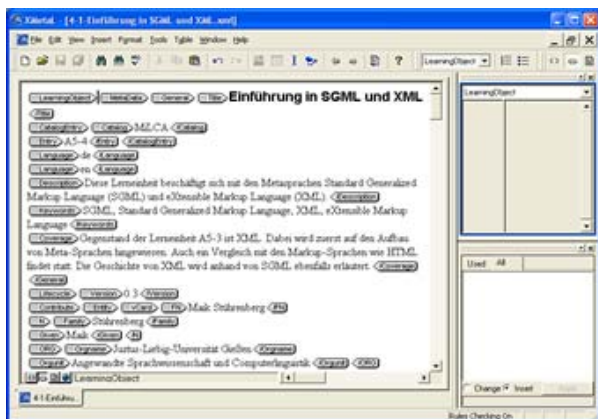 XMetaL - [4-1-Einführung in SGML und XML.xml]
File Edit View Insert Format Tools Table Window Help
LearningObject
LearningObject MetaData General Title Einführung in SGML und XML
Title
CatalogEntry Catalog MiLCA Catalog
Entry A5-4 Entry CatalogEntry
Language de Language
Language en Language
Description Diese Lerneinheit beschäftigt sich mit den Metasprachen Standard Generalized
Markup Language (SGML) und eXtensible Markup Language (XML). Description
Keywords SGML, Standard Generalized Markup Language, XML, eXtensible Markup
Language Keywords
Coverage Gegenstand der Lerneinheit A5-3 ist XML. Dabei wird zuerst auf den Aufbau
von Meta-Sprachen hingewiesen. Auch ein Vergleich mit den Markup-Sprachen wie HTML
findet statt. Die Geschichte von XML wird anhand von SGML ebenfalls erläutert. Coverage
General
Lifecycle Version 0.3 Version
Contribute Entity vCard FN Maik Stührenberg FN
N Family Stührenberg Family
Given Maik Given N
ORG Orgname Justus-Liebig-Universität Gießen Orgname
Orgunit Angewandte Sprachwissenschaft und Computerlinguistik Orgunit ORG
LearningObject
4-1-Einführu...
LearningObject
Used All
Change Insert
Rules Checking On